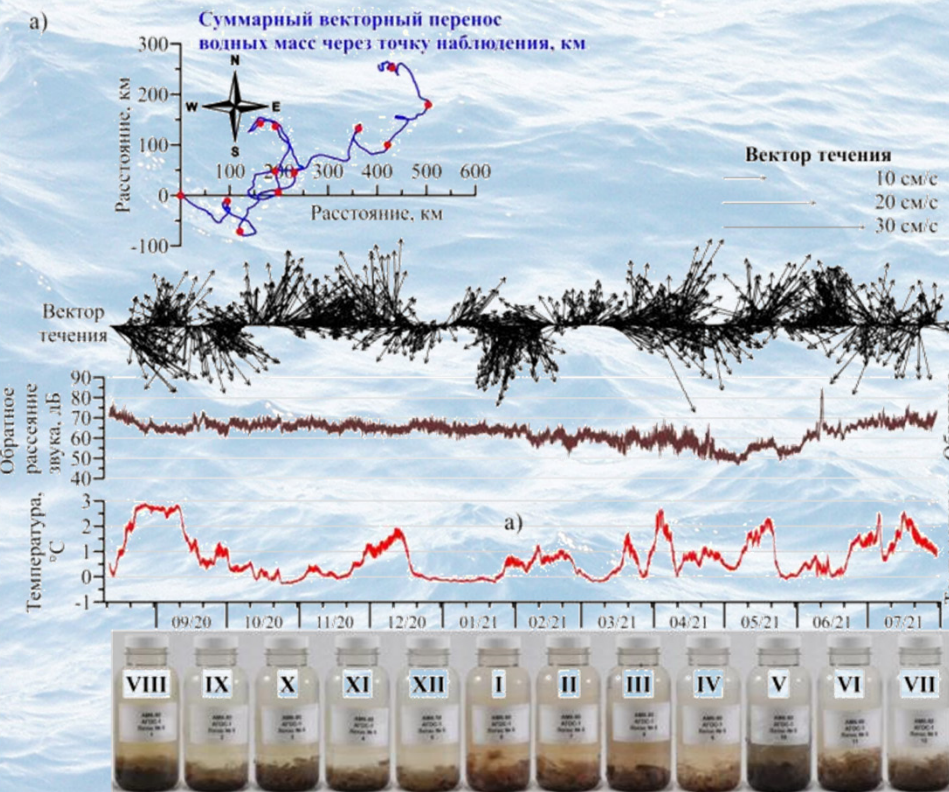 а)
Суммарный векторный перенос
водных масс через точку наблюдения, км
300
200
100
0
-100
Расстояние, км
N
W E
S
100 200 300 400 500 600
Расстояние, км
Вектор течения
10 см/с
20 см/с
30 см/с
Вектор
течения
Обратное
рассеяние
звука, дБ
90
80
70
60
50
40
Температура,
°C
3
2
1
0
-1
а)
09/20 10/20 11/20 12/20 01/21 02/21 03/21 04/21 05/21 06/21 07/21
VIII IX X XI XII I II III IV V VI VII